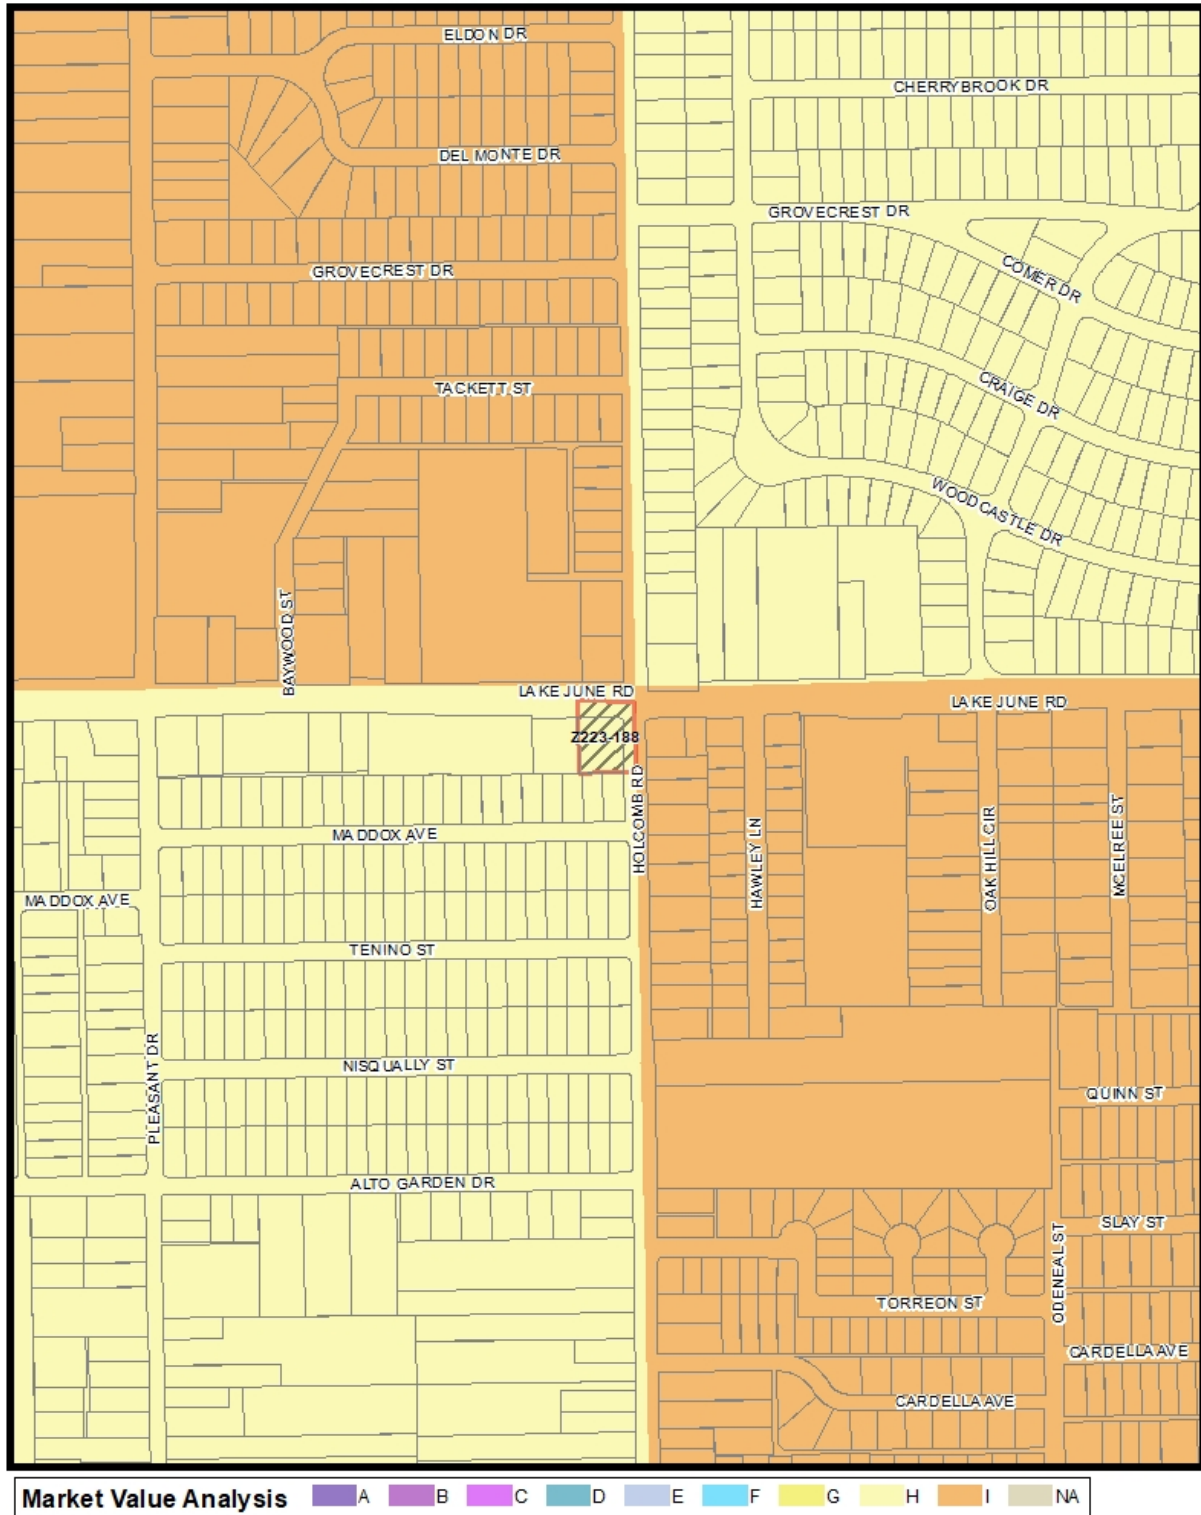 ELDON DR
CHERRYBROOK DR
DEL MONTE DR
GROVECREST DR
GROVECREST DR
COMER DR
TACKETT ST
CRAIGE DR
WOODCASTLE DR
BAYWOOD ST
LAKE JUNE RD
LAKE JUNE RD
Z223-188
HOLCOMB RD
MADDOX AVE
HAWLEY LN
OAK HILL CIR
MCELREE ST
MADDOX AVE
TENINO ST
PLEASANT DR
NISQUALLY ST
QUINN ST
ALTO GARDEN DR
SLAY ST
ODENEAL ST
TORREON ST
CARDELLA AVE
CARDELLA AVE
Market Value Analysis A B C D E F G H I NA